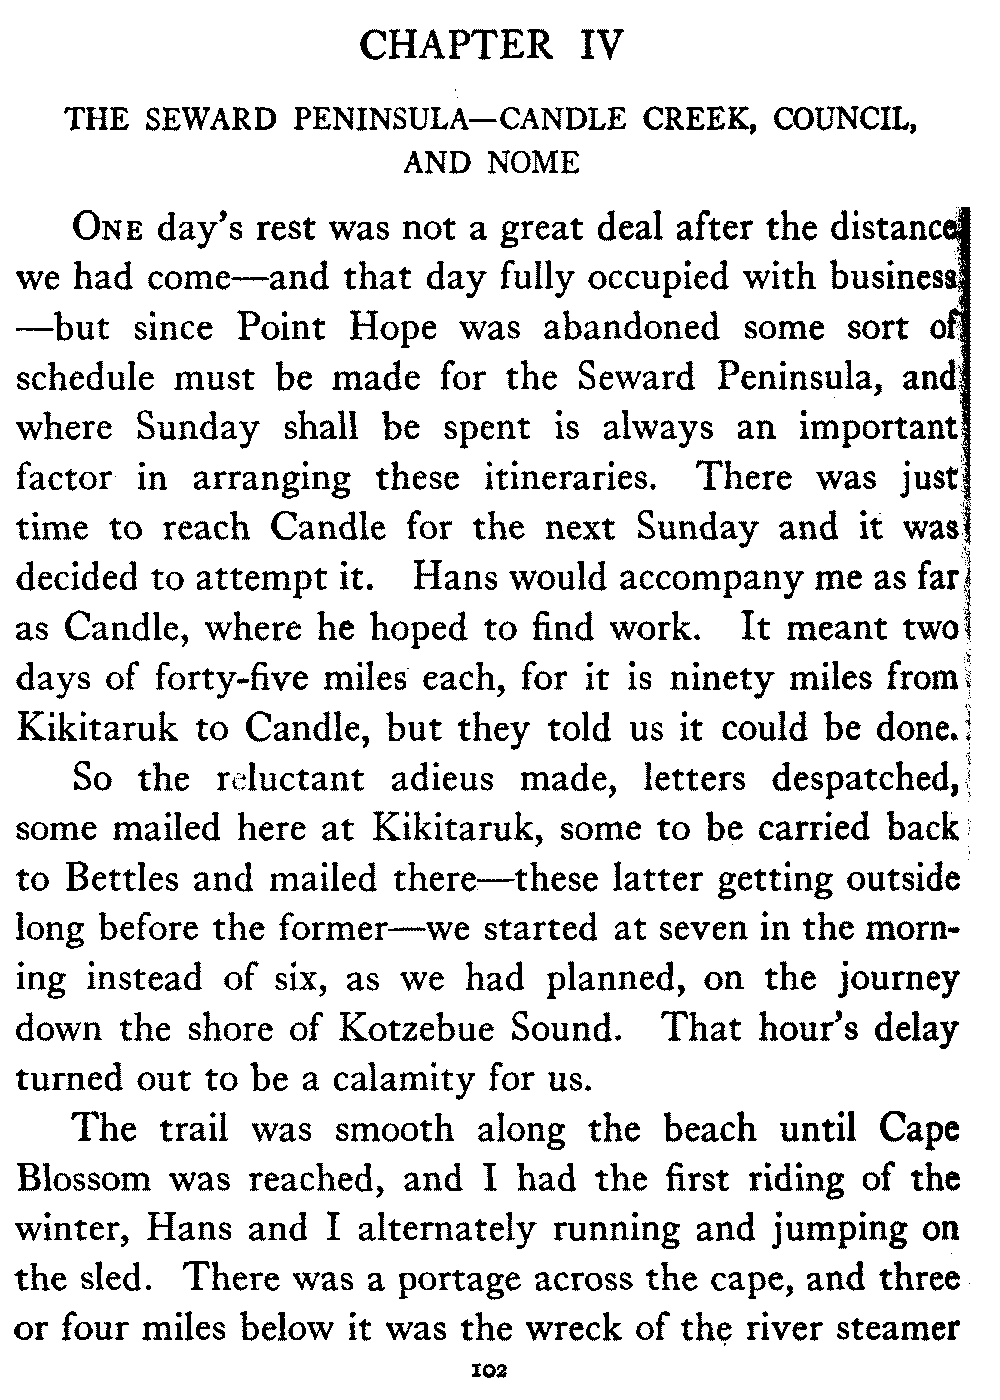 CHAPTER IV
THE SEWARD PENINSULA—CANDLE CREEK, COUNCIL,
AND NOME
ONE day's rest was not a great deal after the distance
we had come—and that day fully occupied with business
—but since Point Hope was abandoned some sort of
schedule must be made for the Seward Peninsula, and
where Sunday shall be spent is always an important
factor in arranging these itineraries. There was just
time to reach Candle for the next Sunday and it was
decided to attempt it. Hans would accompany me as far
as Candle, where he hoped to find work. It meant two
days of forty-five miles each, for it is ninety miles from
Kikitaruk to Candle, but they told us it could be done.
So the reluctant adieus made, letters despatched,
some mailed here at Kikitaruk, some to be carried back
to Bettles and mailed there—these latter getting outside
long before the former—we started at seven in the morn-
ing instead of six, as we had planned, on the journey
down the shore of Kotzebue Sound. That hour's delay
turned out to be a calamity for us.
The trail was smooth along the beach until Cape
Blossom was reached, and I had the first riding of the
winter, Hans and I alternately running and jumping on
the sled. There was a portage across the cape, and three
or four miles below it was the wreck of the river steamer
102